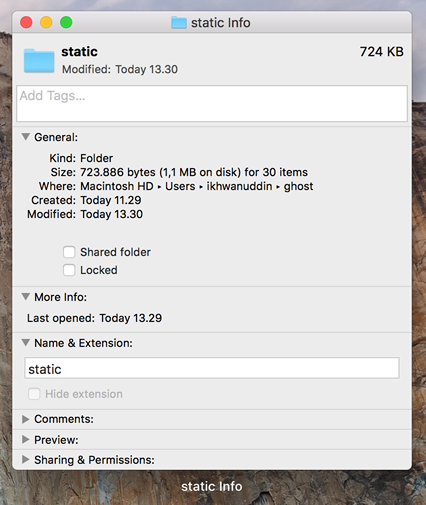 static Info
static
724 KB
Modified: Today 13.30
Add Tags...
General:
Kind: Folder
Size: 723.886 bytes (1,1 MB on disk) for 30 items
Where: Macintosh HD ▸ Users ▸ ikhwanuddin ▸ ghost
Created: Today 11.29
Modified: Today 13.30
Shared folder
Locked
More Info:
Last opened: Today 13.29
Name & Extension:
static
Hide extension
Comments:
Preview:
Sharing & Permissions:
static Info